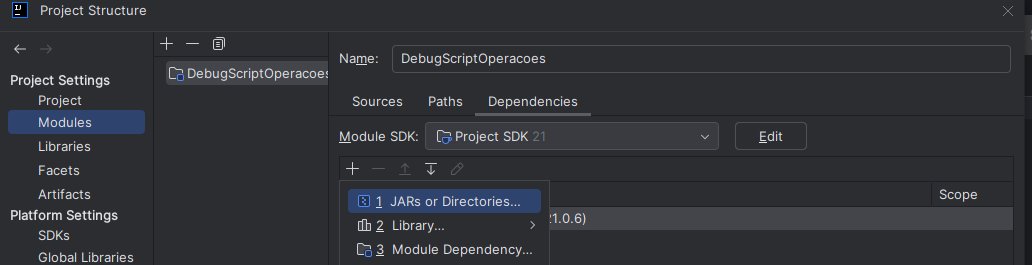 Project Structure
Project Settings
Project
Modules
Libraries
Facets
Artifacts
Platform Settings
SDKs
Global Libraries
DebugScriptOperacoes
Name: DebugScriptOperacoes
Sources Paths Dependencies
Module SDK: Project SDK 21 Edit
Scope
1 JARs or Directories...
2 Library...
21.0.6)
3 Module Dependency...